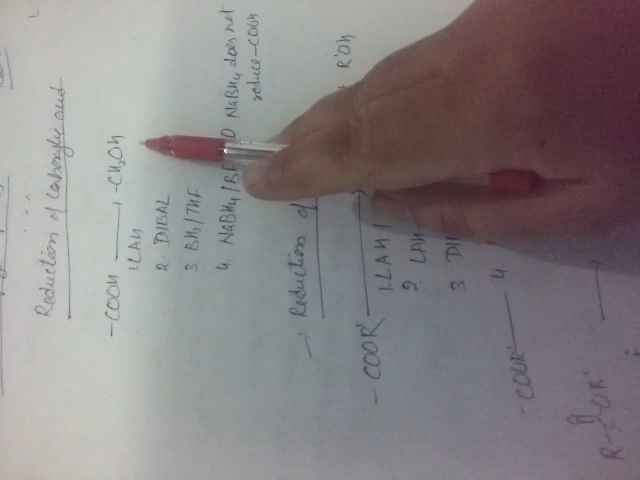 Reduction of Carboxylic acid
-COOH → -CH2OH
1. LAH
2. DIBAL
3. BH3/THF
4. NaBH4/BF
NaBH4 does not
reduce -COOH
→ Reduction of
-COOR' → R'OH
1. LAH
2. LAH
3. DI
4.
-COOR'
R-C-OR'